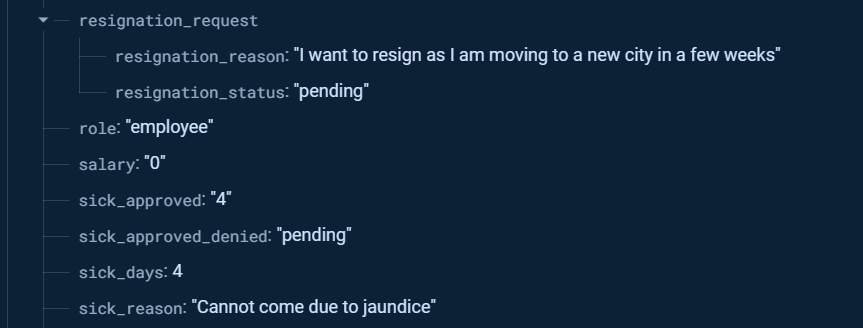 resignation_request
resignation_reason: "I want to resign as I am moving to a new city in a few weeks"
resignation_status: "pending"
role: "employee"
salary: "0"
sick_approved: "4"
sick_approved_denied: "pending"
sick_days: 4
sick_reason: "Cannot come due to jaundice"